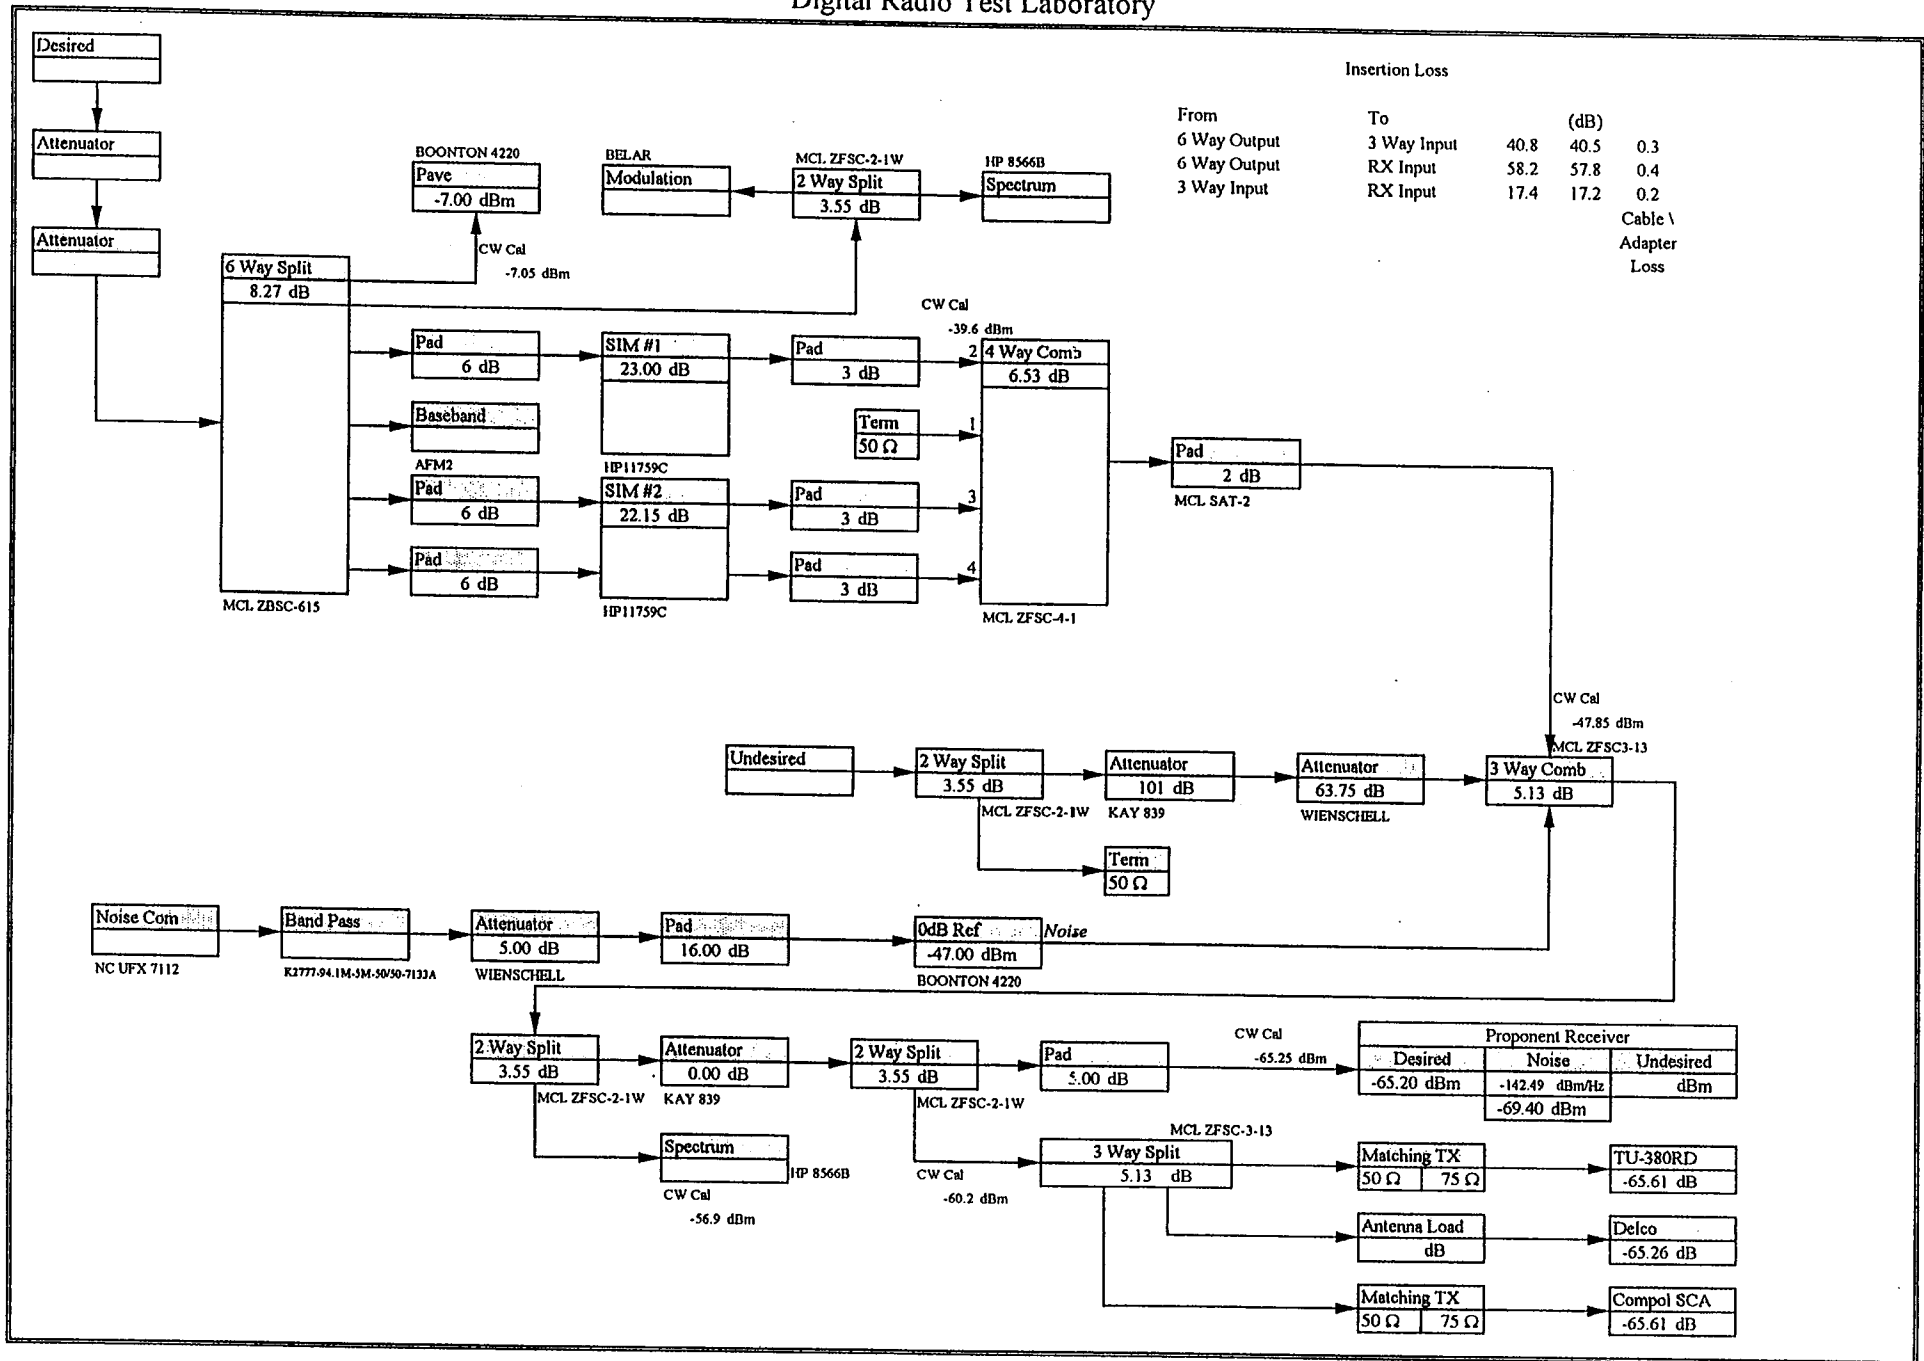 Digital Radio Test Laboratory
Desired
Attenuator
Attenuator
Insertion Loss
From To (dB)
6 Way Output 3 Way Input 40.8 40.5 0.3
6 Way Output RX Input 58.2 57.8 0.4
3 Way Input RX Input 17.4 17.2 0.2
Cable \
Adapter
Loss
BOONTON 4220
Pave
-7.00 dBm
CW Cal
-7.05 dBm
BELAR
Modulation
MCL ZFSC-2-1W
2 Way Split
3.55 dB
HP 8566B
Spectrum
6 Way Split
8.27 dB
MCL ZBSC-615
Pad
6 dB
SIM #1
23.00 dB
HP11759C
Pad
3 dB
CW Cal
-39.6 dBm
2
4 Way Comb
6.53 dB
Baseband
AFM2
Term
50 Ω
1
Pad
6 dB
SIM #2
22.15 dB
HP11759C
Pad
3 dB
3
Pad
6 dB
Pad
3 dB
4
MCL ZFSC-4-1
Pad
2 dB
MCL SAT-2
CW Cal
-47.85 dBm
MCL ZFSC3-13
Undesired
2 Way Split
3.55 dB
MCL ZFSC-2-1W
Attenuator
101 dB
KAY 839
Attenuator
63.75 dB
WIENSCHELL
3 Way Comb
5.13 dB
Term
50 Ω
Noise Com
NC UFX 7112
Band Pass
K2777-94.1M-5M-50/50-7133A
Attenuator
5.00 dB
WIENSCHELL
Pad
16.00 dB
0dB Ref
-47.00 dBm
BOONTON 4220
Noise
2 Way Split
3.55 dB
MCL ZFSC-2-1W
Attenuator
0.00 dB
KAY 839
2 Way Split
3.55 dB
MCL ZFSC-2-1W
Pad
5.00 dB
CW Cal
-65.25 dBm
Proponent Receiver
Desired Noise Undesired
-65.20 dBm -142.49 dBm/Hz dBm
-69.40 dBm
Spectrum
HP 8566B
CW Cal
-56.9 dBm
CW Cal
-60.2 dBm
MCL ZFSC-3-13
3 Way Split
5.13 dB
Matching TX
50 Ω 75 Ω
TU-380RD
-65.61 dB
Antenna Load
dB
Delco
-65.26 dB
Matching TX
50 Ω 75 Ω
Compol SCA
-65.61 dB